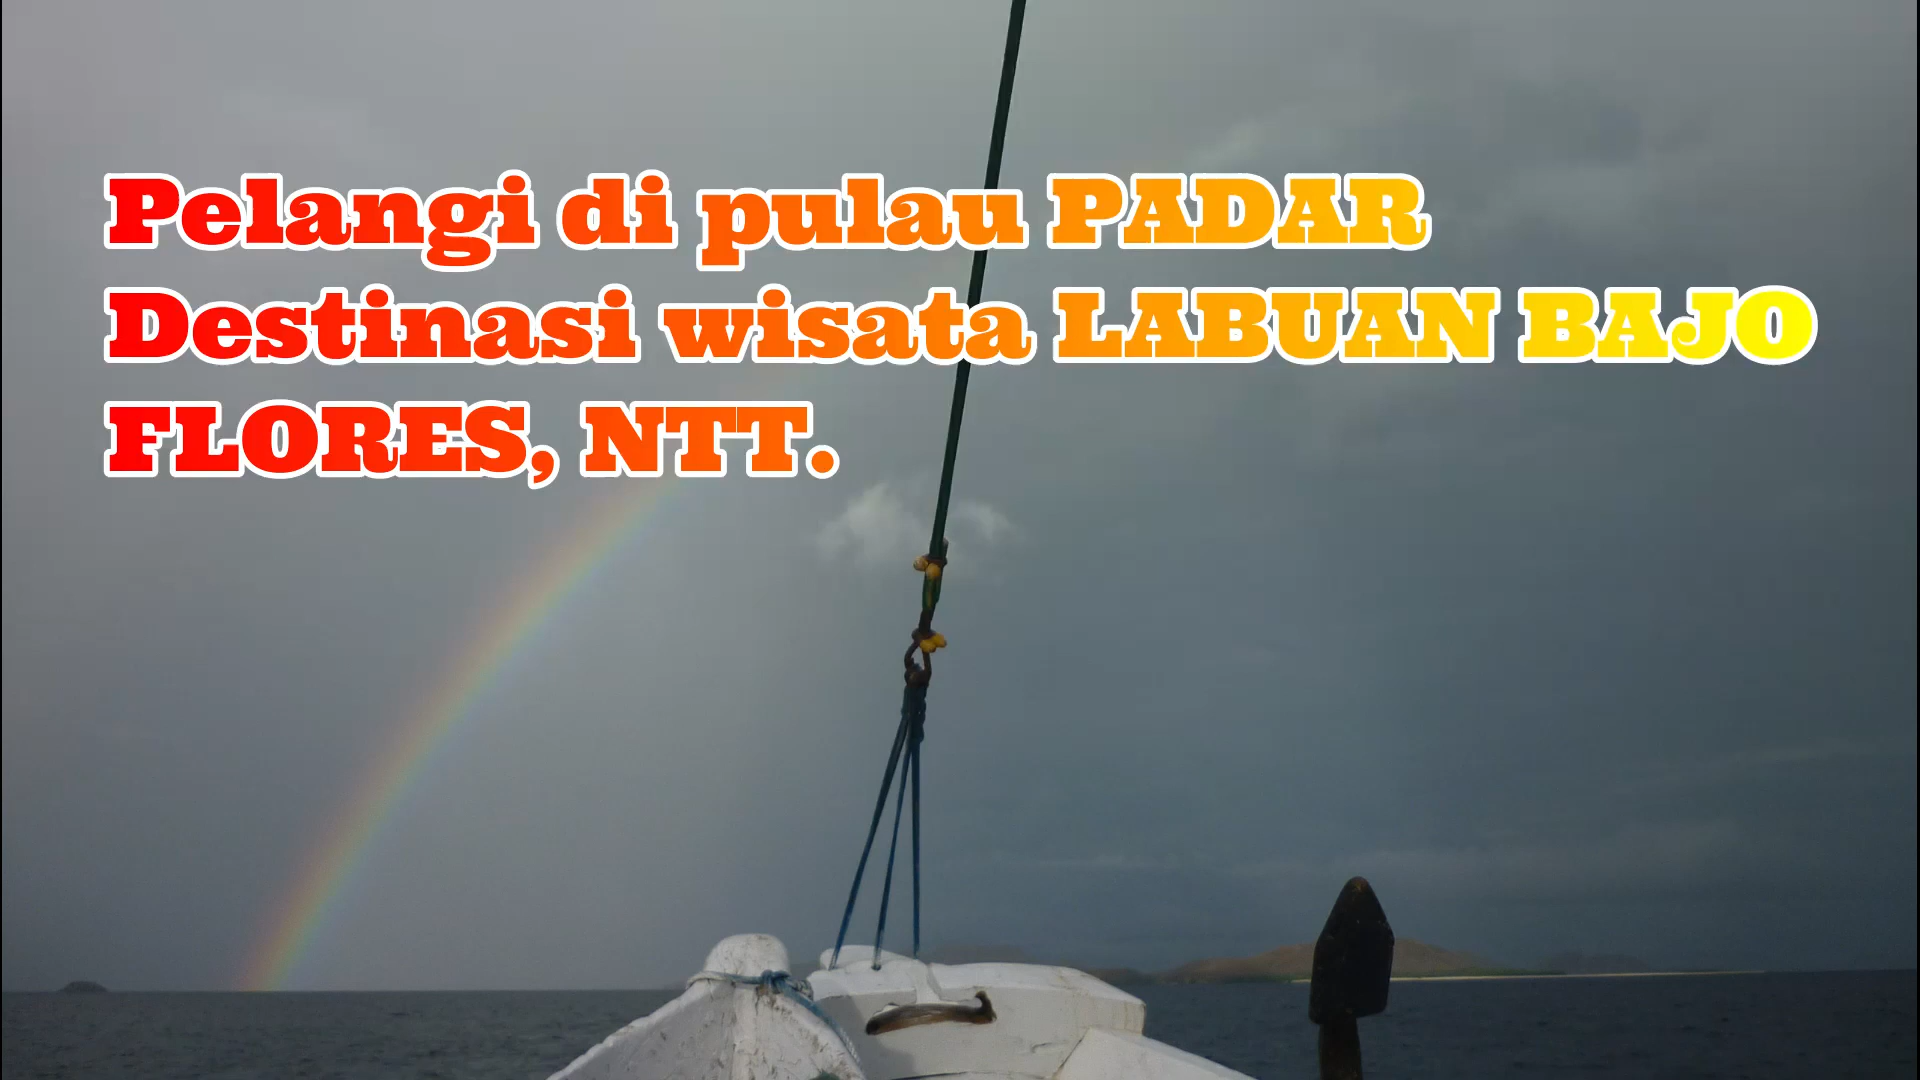 Pelangi di pulau PADAR
Destinasi wisata LABUAN BAJO
FLORES, NTT.